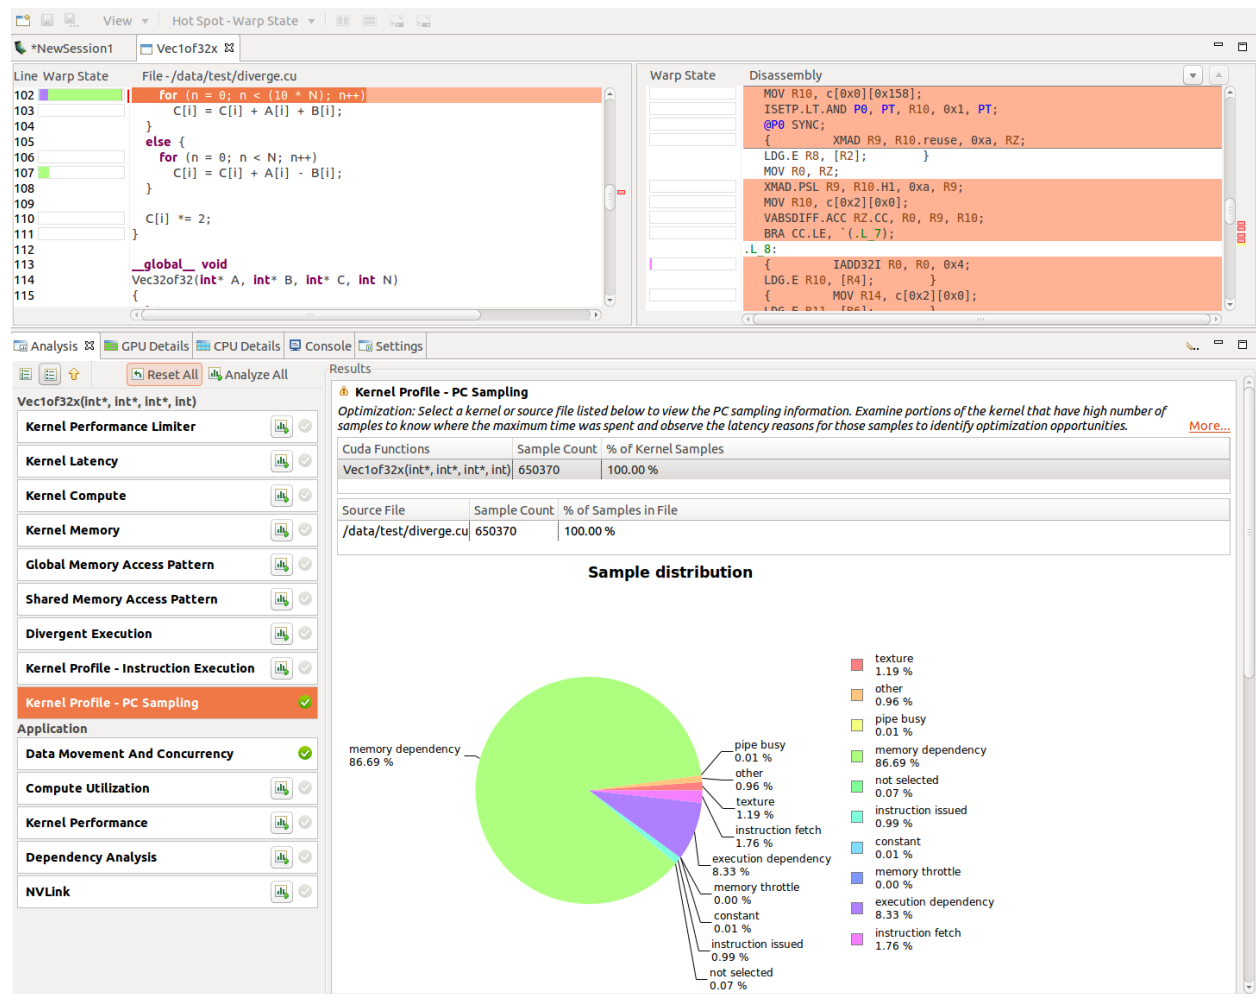 View Hot Spot - Warp State
*NewSession1 Vec1of32x
Line Warp State File - /data/test/diverge.cu
102 for (n = 0; n < (10 * N); n++)
103 C[i] = C[i] + A[i] + B[i];
104 }
105 else {
106 for (n = 0; n < N; n++)
107 C[i] = C[i] + A[i] - B[i];
108 }
109
110 C[i] *= 2;
111 }
112
113 __global__ void
114 Vec32of32(int* A, int* B, int* C, int N)
115 {
Warp State Disassembly
MOV R10, c[0x0][0x158];
ISETP.LT.AND P0, PT, R10, 0x1, PT;
@P0 SYNC;
{ XMAD R9, R10.reuse, 0xa, RZ;
LDG.E R8, [R2]; }
MOV R0, RZ;
XMAD.PSL R9, R10.H1, 0xa, R9;
MOV R10, c[0x2][0x0];
VABSDIFF.ACC RZ.CC, R0, R9, R10;
BRA CC.LE, `(.L_7);
.L_8:
{ IADD32I R0, R0, 0x4;
LDG.E R10, [R4]; }
{ MOV R14, c[0x2][0x0];
LDG.E R11, [R6]; }
Analysis GPU Details CPU Details Console Settings
Reset All Analyze All
Vec1of32x(int*, int*, int*, int)
Kernel Performance Limiter
Kernel Latency
Kernel Compute
Kernel Memory
Global Memory Access Pattern
Shared Memory Access Pattern
Divergent Execution
Kernel Profile - Instruction Execution
Kernel Profile - PC Sampling
Application
Data Movement And Concurrency
Compute Utilization
Kernel Performance
Dependency Analysis
NVLink
Results
Kernel Profile - PC Sampling
Optimization: Select a kernel or source file listed below to view the PC sampling information. Examine portions of the kernel that have high number of
samples to know where the maximum time was spent and observe the latency reasons for those samples to identify optimization opportunities. More...
Cuda Functions Sample Count % of Kernel Samples
Vec1of32x(int*, int*, int*, int) 650370 100.00 %
Source File Sample Count % of Samples in File
/data/test/diverge.cu 650370 100.00 %
Sample distribution
memory dependency
86.69 %
pipe busy
0.01 %
other
0.96 %
texture
1.19 %
instruction fetch
1.76 %
execution dependency
8.33 %
memory throttle
0.00 %
constant
0.01 %
instruction issued
0.99 %
not selected
0.07 %
texture
1.19 %
other
0.96 %
pipe busy
0.01 %
memory dependency
86.69 %
not selected
0.07 %
instruction issued
0.99 %
constant
0.01 %
memory throttle
0.00 %
execution dependency
8.33 %
instruction fetch
1.76 %